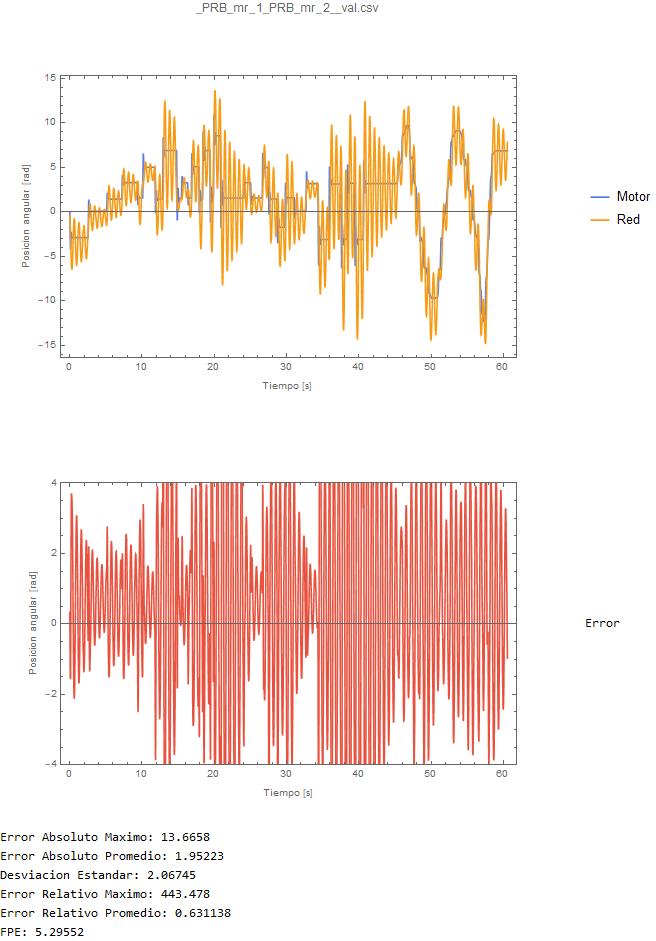 _PRB_mr_1_PRB_mr_2__val.csv
15
10
5
0
-5
-10
-15
Posicion angular [rad]
0 10 20 30 40 50 60
Tiempo [s]
Motor
Red
4
2
0
-2
-4
Posicion angular [rad]
0 10 20 30 40 50 60
Tiempo [s]
Error
Error Absoluto Maximo: 13.6658
Error Absoluto Promedio: 1.95223
Desviacion Estandar: 2.06745
Error Relativo Maximo: 443.478
Error Relativo Promedio: 0.631138
FPE: 5.29552